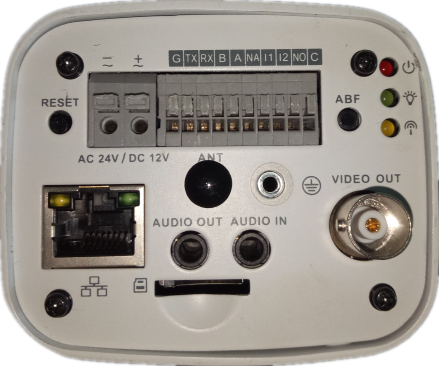 G TX RX B A NA I1 I2 NO C
RESET
ABF
AC 24V / DC 12V
ANT
VIDEO OUT
AUDIO OUT AUDIO IN